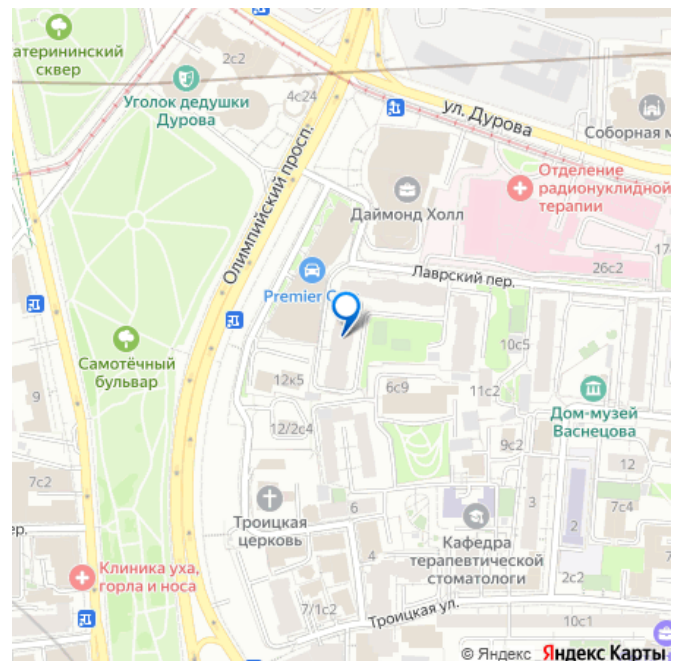 атерининский
сквер
2с2
Уголок дедушки
Дурова
4с24
ул. Дурова
Соборная м
Олимпийский просп.
Даймонд Холл
Отделение
радионуклидной
терапии
17
26с2
Лаврский пер.
Premier C
10с5
Самотёчный
бульвар
9
12к5
6с9
11с2
Дом-музей
Васнецова
12/2с4
9с2
12
7с2
7с4
Троицкая
церковь
6
3
2
Кафедра
терапевтической
стоматологи
ер.
4
7
Клиника уха,
горла и носа
2с2
7/1с2
Троицкая ул.
10с1
© Яндекс Яндекс Карты